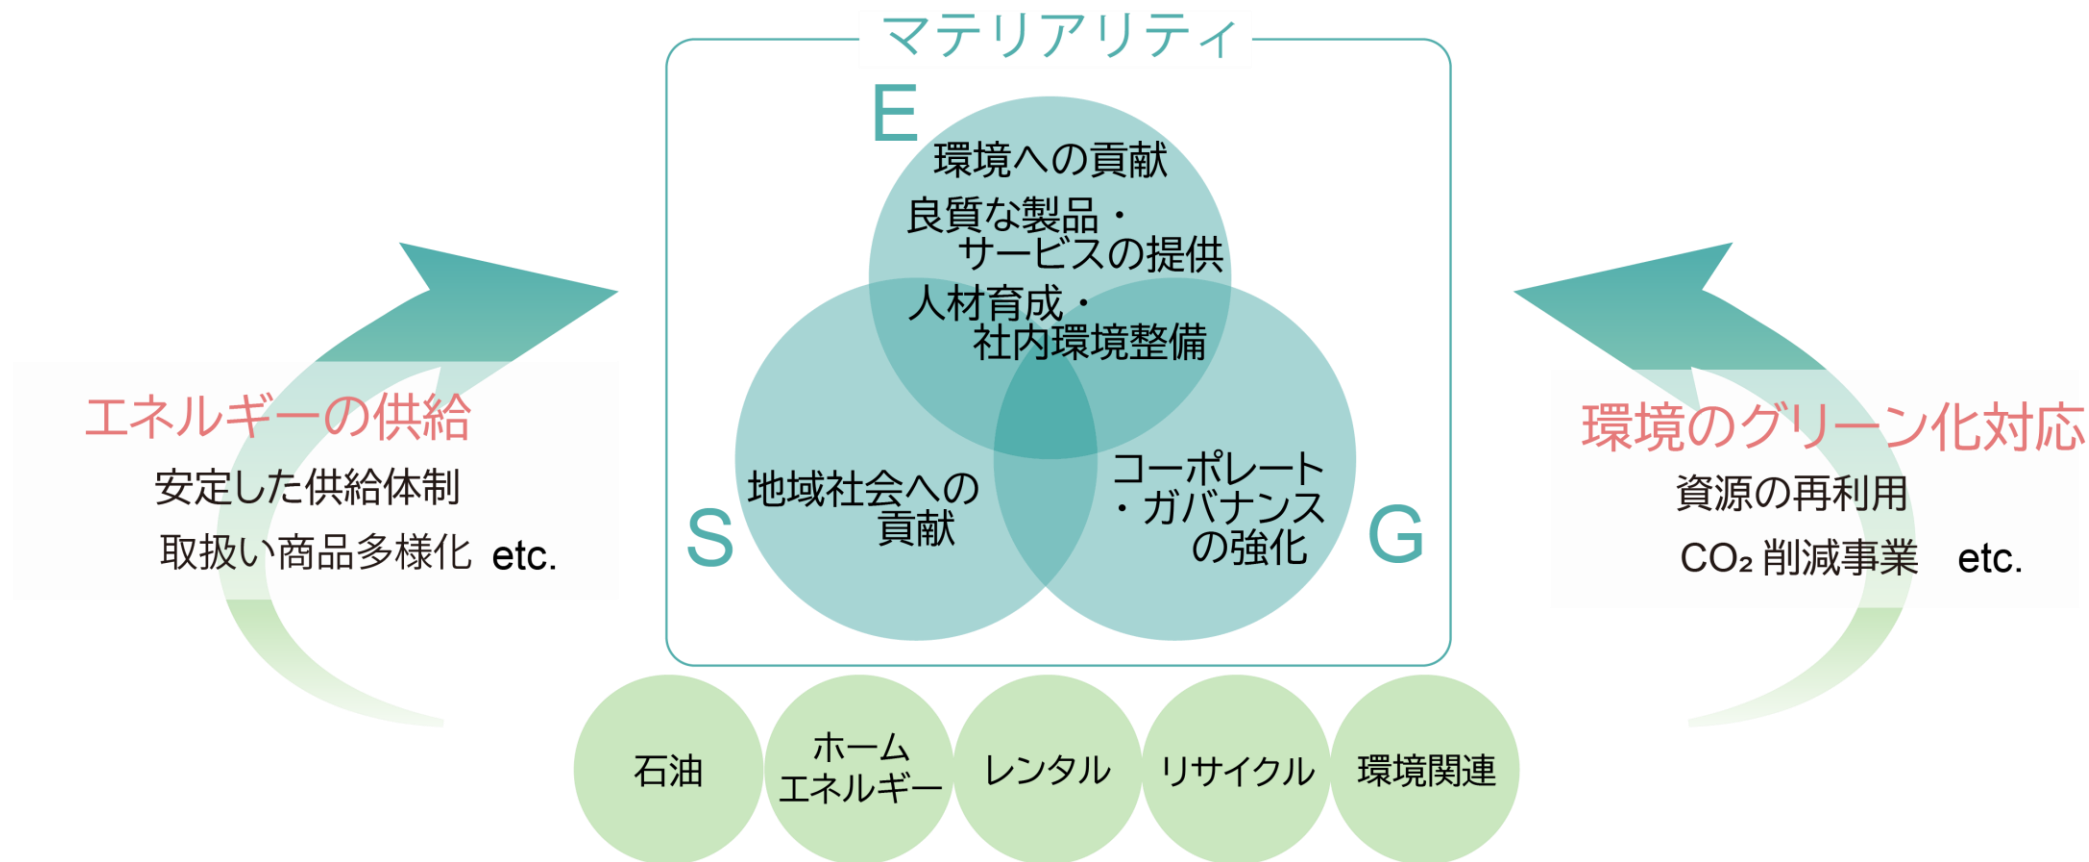 マテリアリティ
E
環境への貢献
良質な製品・
サービスの提供
人材育成・
社内環境整備
S
地域社会への
貢献
コーポレート
・ガバナンス
の強化
G
エネルギーの供給
安定した供給体制
取扱い商品多様化 etc.
環境のグリーン化対応
資源の再利用
CO₂ 削減事業 etc.
石油
ホーム
エネルギー
レンタル
リサイクル
環境関連